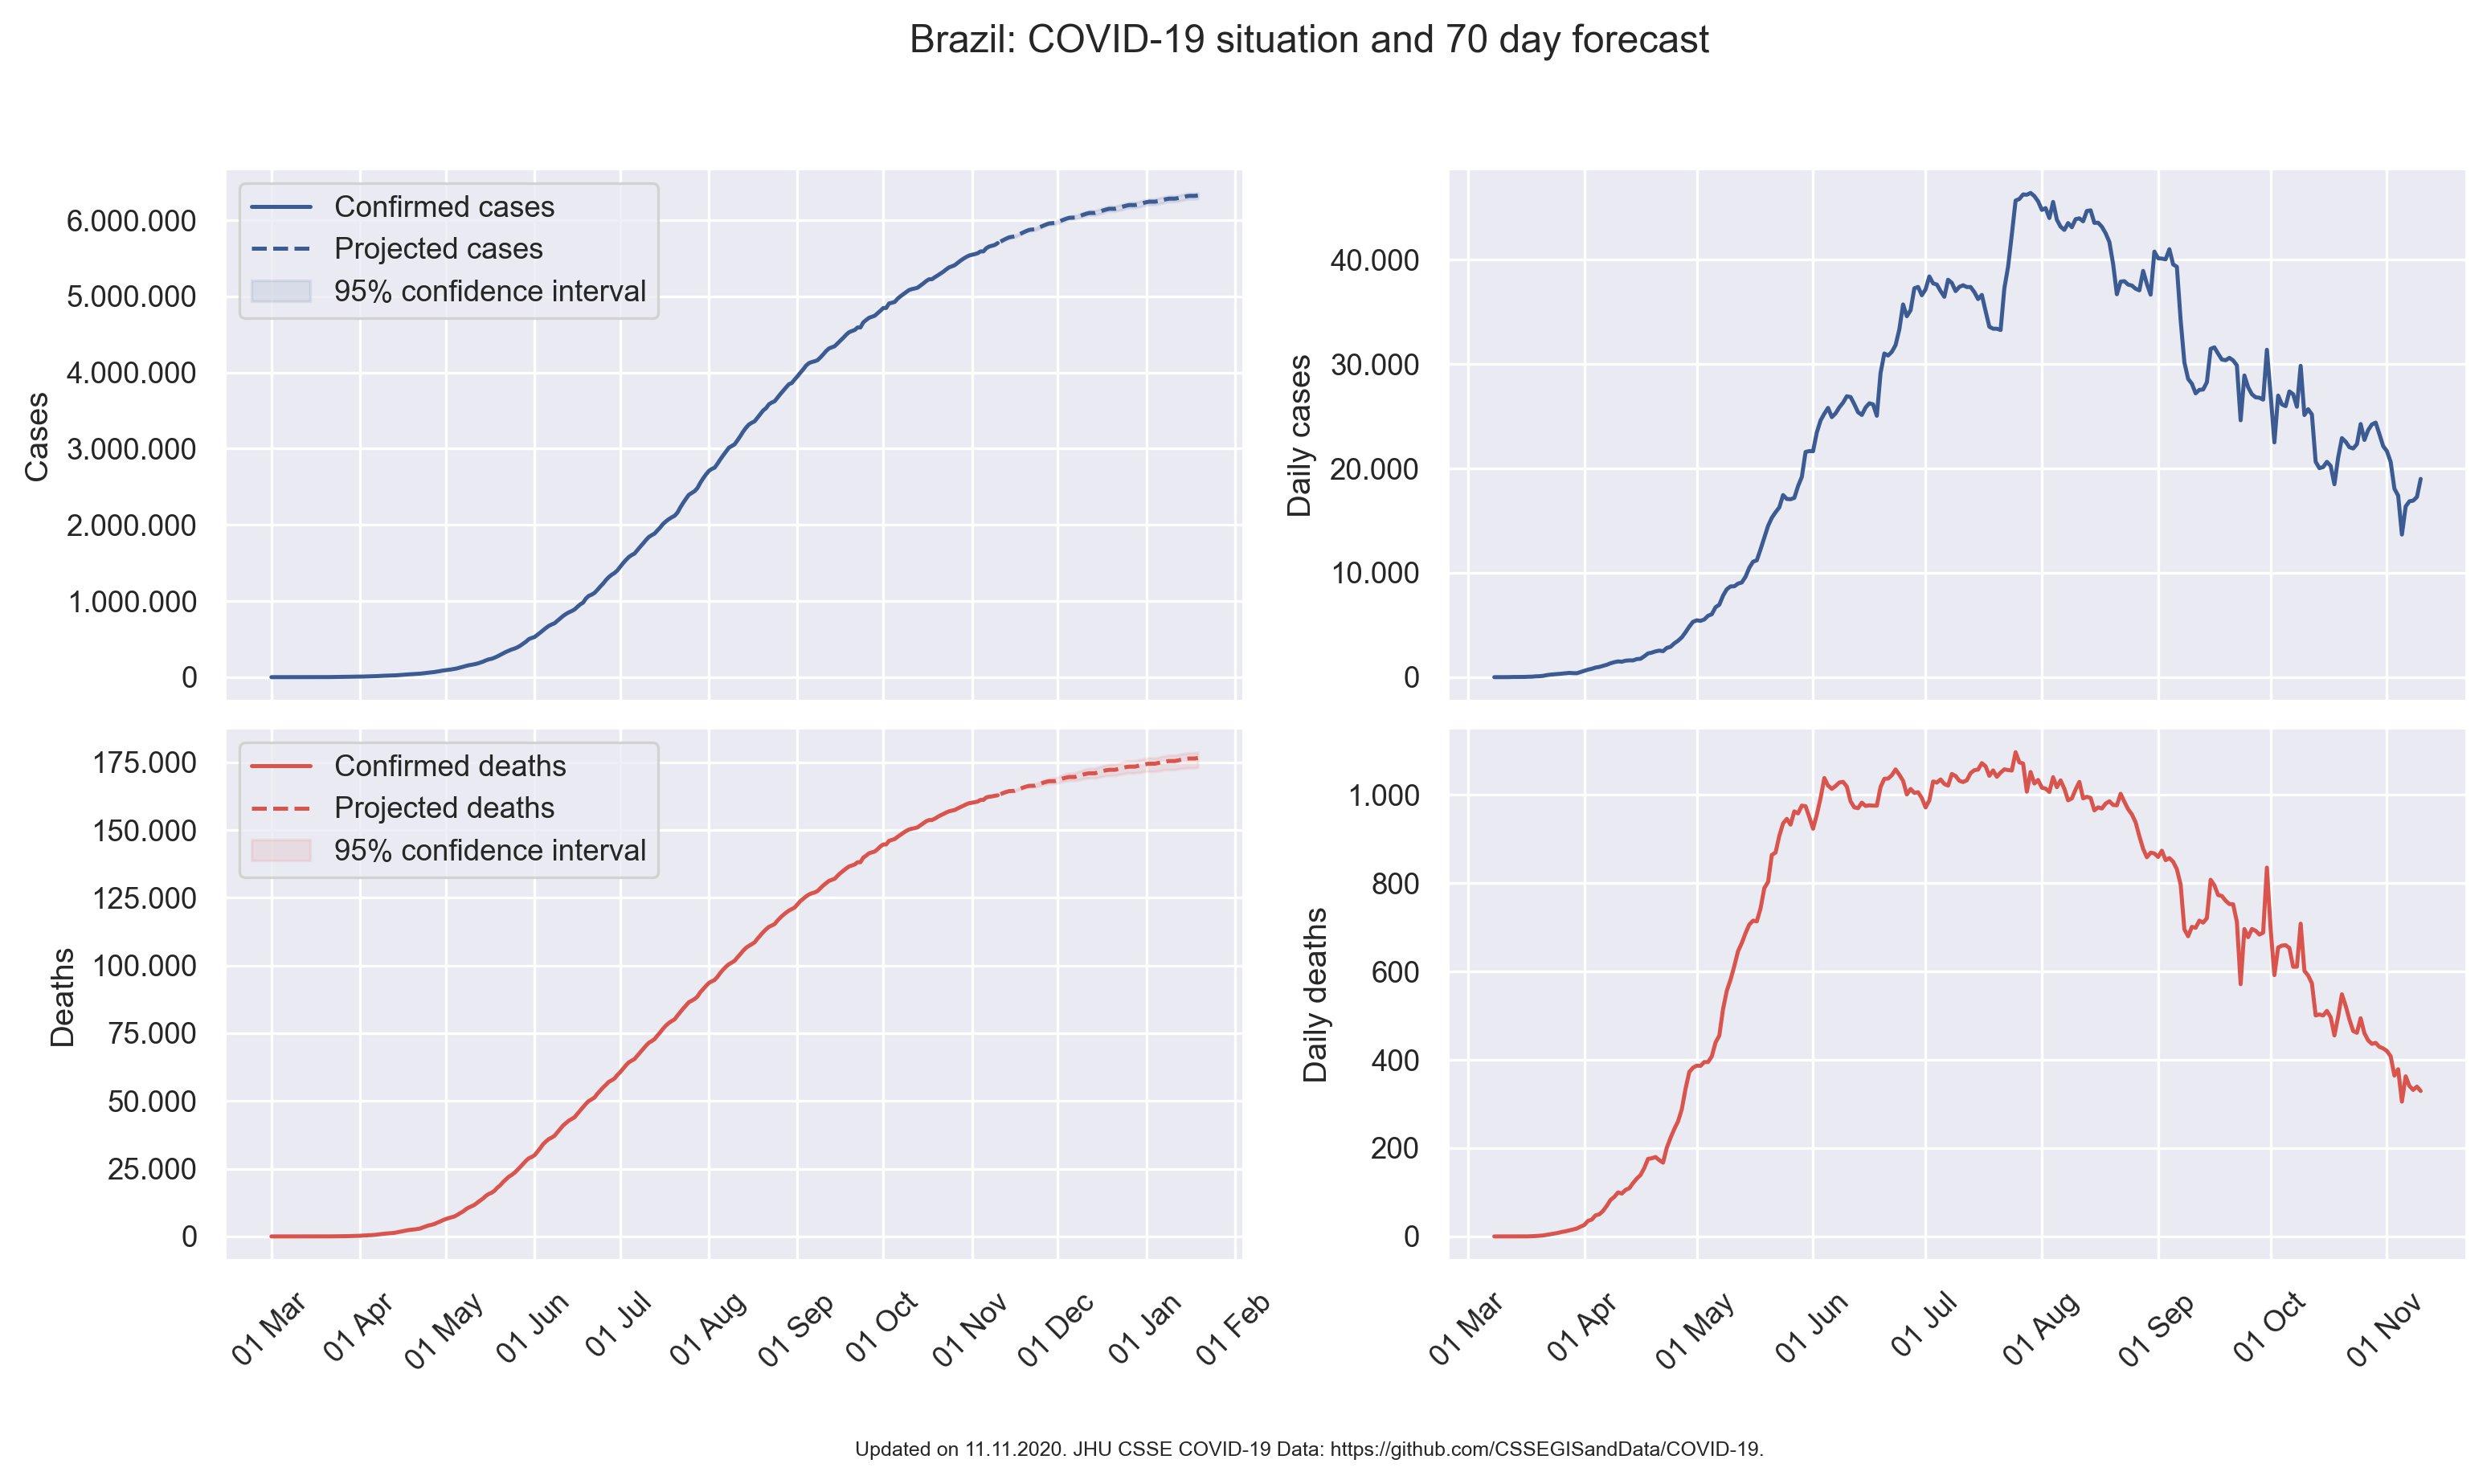 Brazil: COVID-19 situation and 70 day forecast
Confirmed cases
Projected cases
95% confidence interval
Cases
6.000.000
5.000.000
4.000.000
3.000.000
2.000.000
1.000.000
0
Daily cases
40.000
30.000
20.000
10.000
0
Confirmed deaths
Projected deaths
95% confidence interval
Deaths
175.000
150.000
125.000
100.000
75.000
50.000
25.000
0
01 Mar
01 Apr
01 May
01 Jun
01 Jul
01 Aug
01 Sep
01 Oct
01 Nov
01 Dec
01 Jan
01 Feb
Daily deaths
1.000
800
600
400
200
0
01 Mar
01 Apr
01 May
01 Jun
01 Jul
01 Aug
01 Sep
01 Oct
01 Nov
Updated on 11.11.2020. JHU CSSE COVID-19 Data: https://github.com/CSSEGISandData/COVID-19.